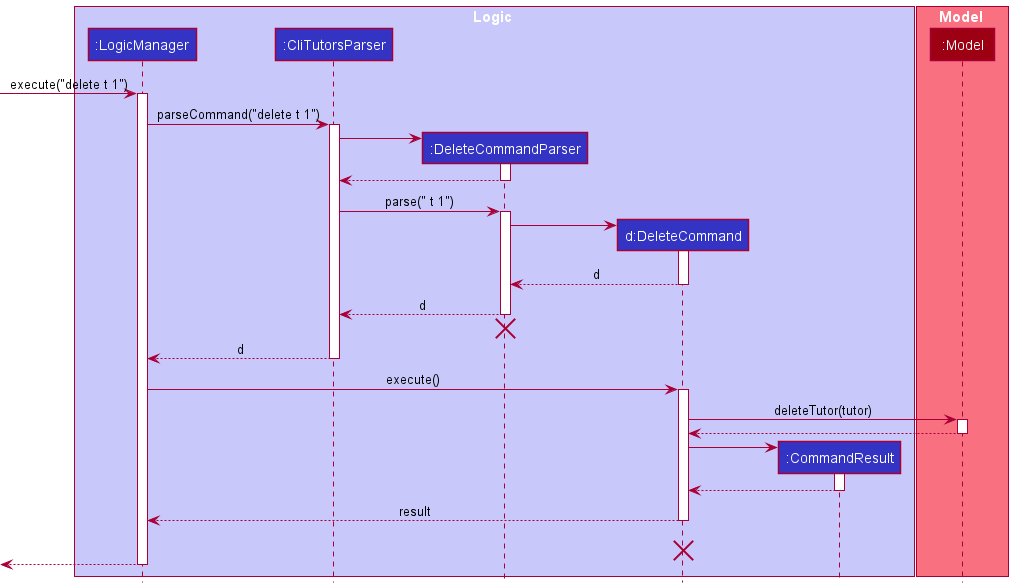 Logic
Model
:LogicManager
:CliTutorsParser
:Model
execute("delete t 1")
parseCommand("delete t 1")
:DeleteCommandParser
parse(" t 1")
d:DeleteCommand
d
d
d
execute()
deleteTutor(tutor)
:CommandResult
result